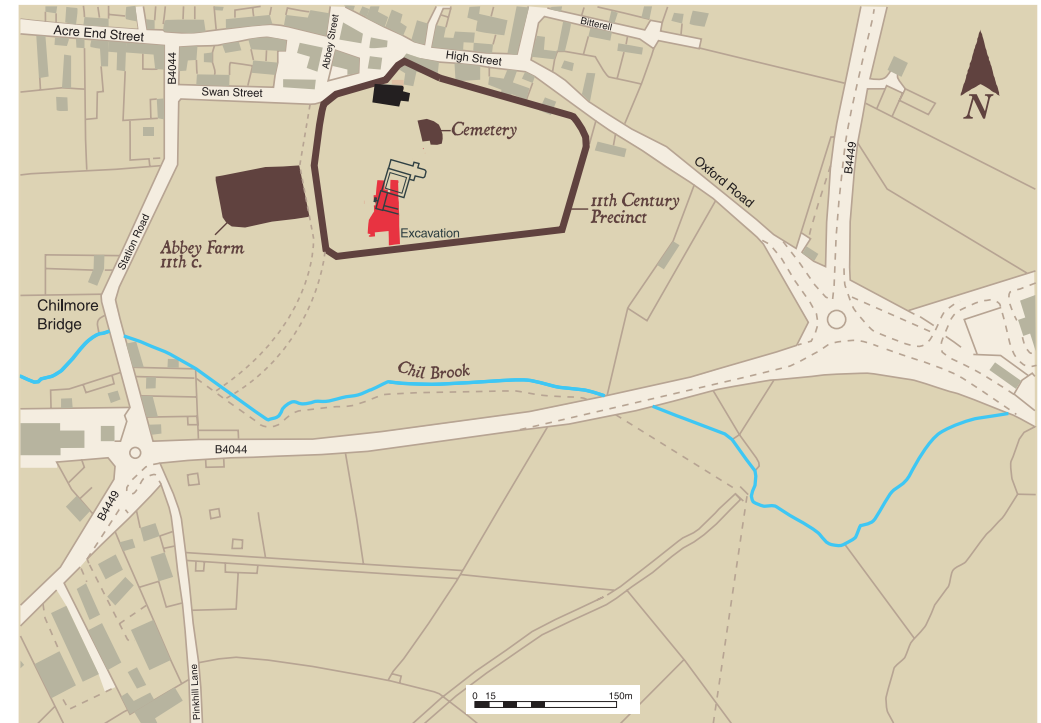 Acre End Street
B4044
Abbey Street
High Street
Bitterell
Swan Street
N
Cemetery
B4449
Oxford Road
11th Century
Precinct
Excavation
Abbey Farm
11th c.
Station Road
Chilmore
Bridge
Chil Brook
B4044
B4449
Pinkhill Lane
0 15 150m